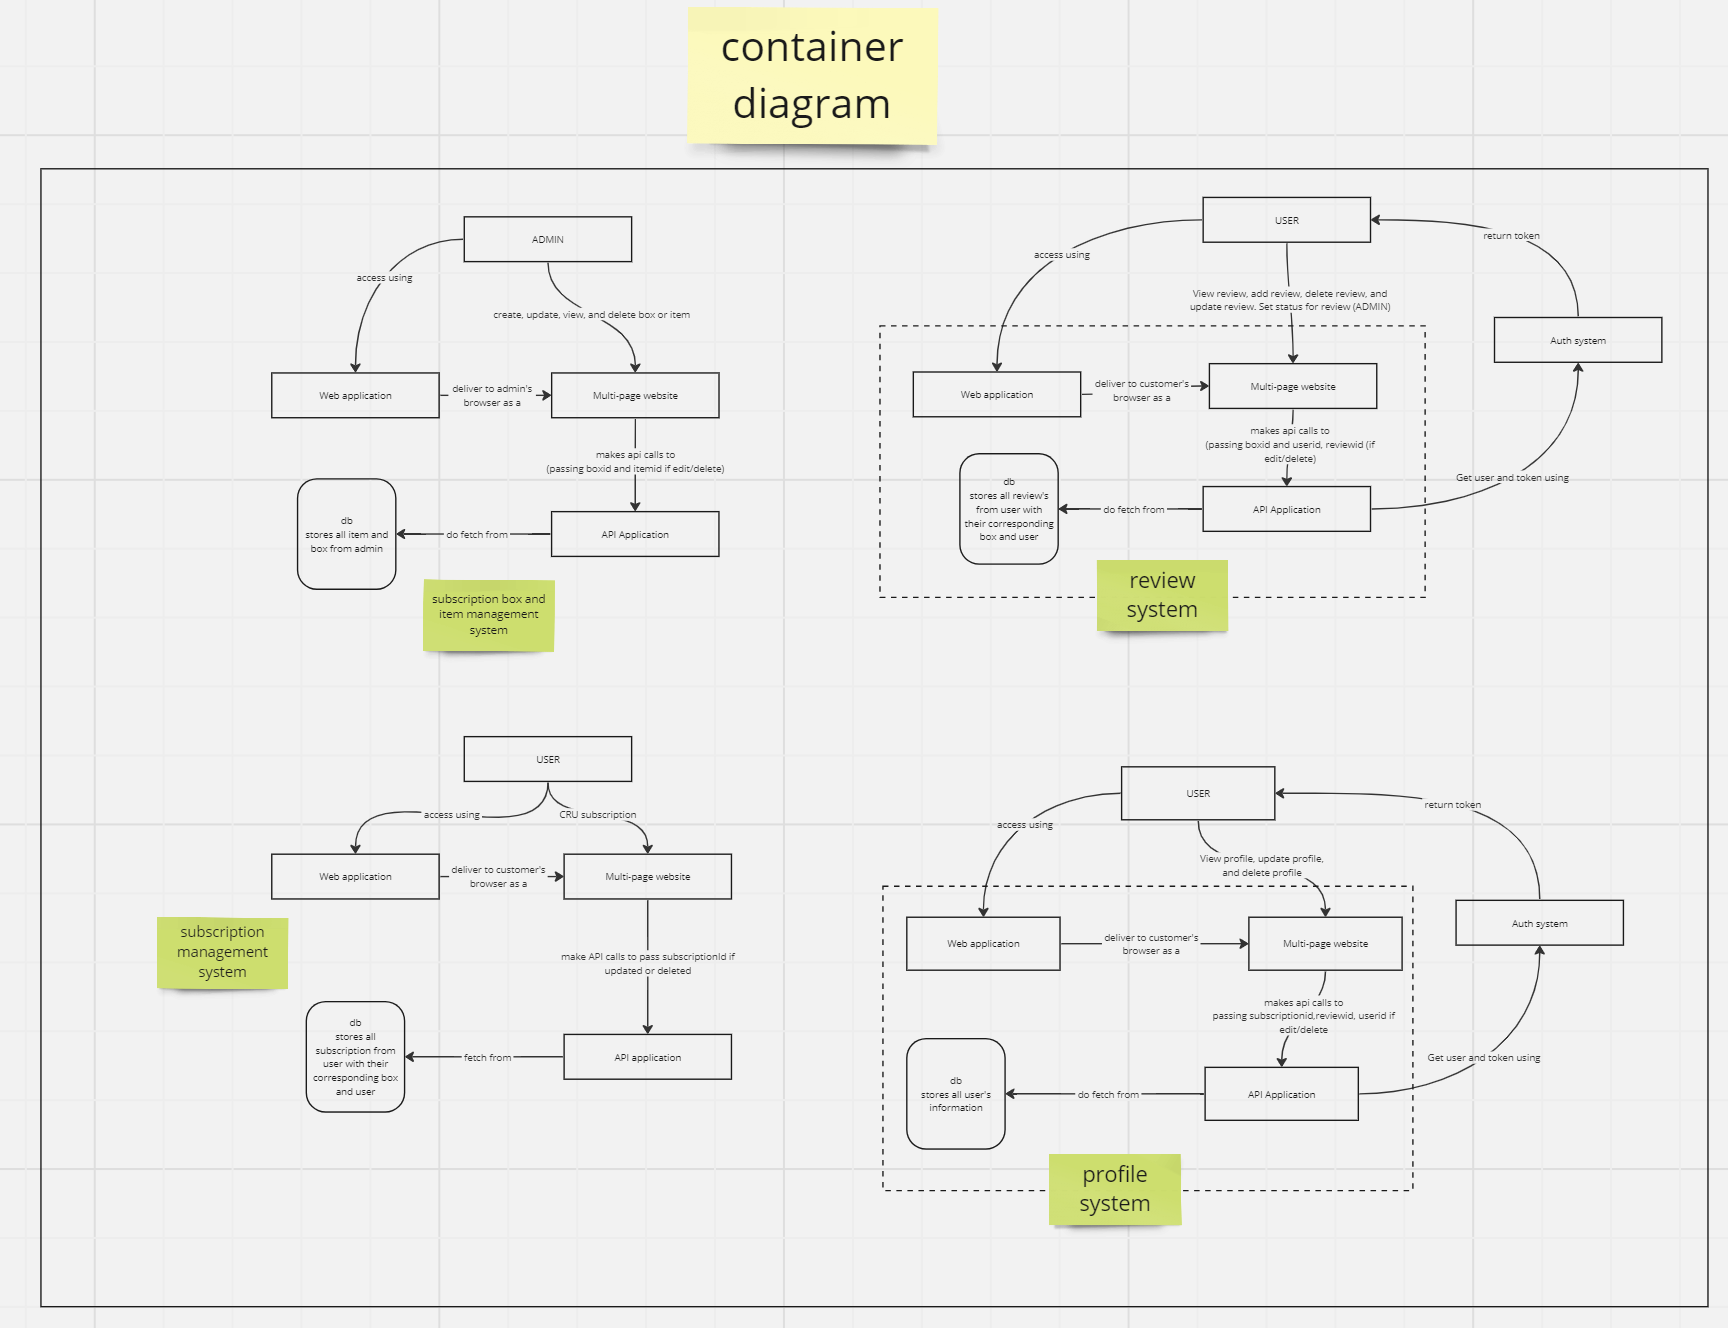 container
diagram
ADMIN
access using
create, update, view, and delete box or item
Web application
deliver to admin's
browser as a
Multi-page website
makes api calls to
(passing boxid and itemid if edit/delete)
db
stores all item and
box from admin
do fetch from
API Application
subscription box and
item management
system
USER
return token
access using
View review, add review, delete review, and
update review. Set status for review (ADMIN)
Auth system
Web application
deliver to customer's
browser as a
Multi-page website
makes api calls to
(passing boxid and userid, reviewid (if
edit/delete)
Get user and token using
db
stores all review's
from user with
their corresponding
box and user
do fetch from
API Application
review
system
USER
access using
CRU subscription
Web application
deliver to customer's
browser as a
Multi-page website
subscription
management
system
make API calls to pass subscriptionId if
updated or deleted
db
stores all
subscription from
user with their
corresponding box
and user
fetch from
API application
USER
return token
access using
View profile, update profile,
and delete profile
Auth system
Web application
deliver to customer's
browser as a
Multi-page website
makes api calls to
passing subscriptionid,reviewid, userid if
edit/delete
Get user and token using
db
stores all user's
information
do fetch from
API Application
profile
system